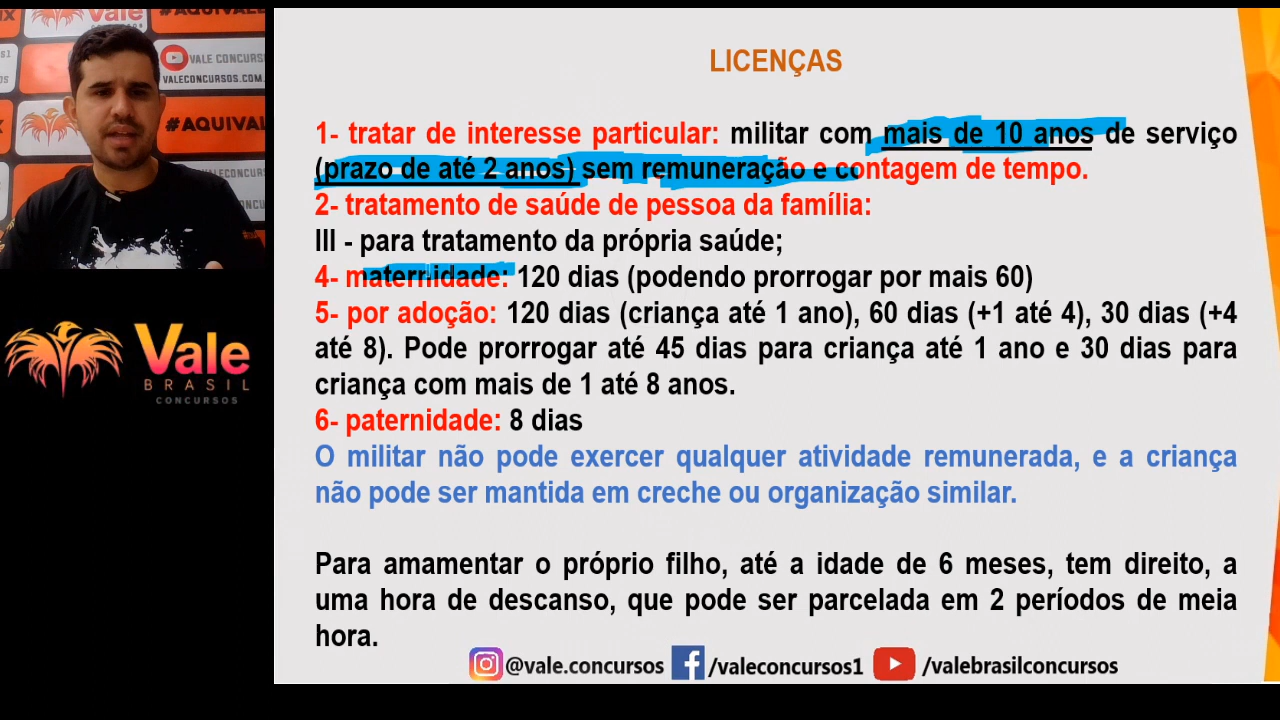 Vale
CONCURSOS
VALE CONCURS
VALECONCURSOS.COM.
#AQUIVAL
LICENÇAS
1- tratar de interesse particular: militar com mais de 10 anos de serviço
(prazo de até 2 anos) sem remuneração e contagem de tempo.
2- tratamento de saúde de pessoa da família:
III - para tratamento da própria saúde;
4- maternidade: 120 dias (podendo prorrogar por mais 60)
5- por adoção: 120 dias (criança até 1 ano), 60 dias (+1 até 4), 30 dias (+4
até 8). Pode prorrogar até 45 dias para criança até 1 ano e 30 dias para
criança com mais de 1 até 8 anos.
6- paternidade: 8 dias
O militar não pode exercer qualquer atividade remunerada, e a criança
não pode ser mantida em creche ou organização similar.
Para amamentar o próprio filho, até a idade de 6 meses, tem direito, a
uma hora de descanso, que pode ser parcelada em 2 períodos de meia
hora.
Vale
BRASIL
CONCURSOS
@vale.concursos /valeconcursos1 /valebrasilconcursos